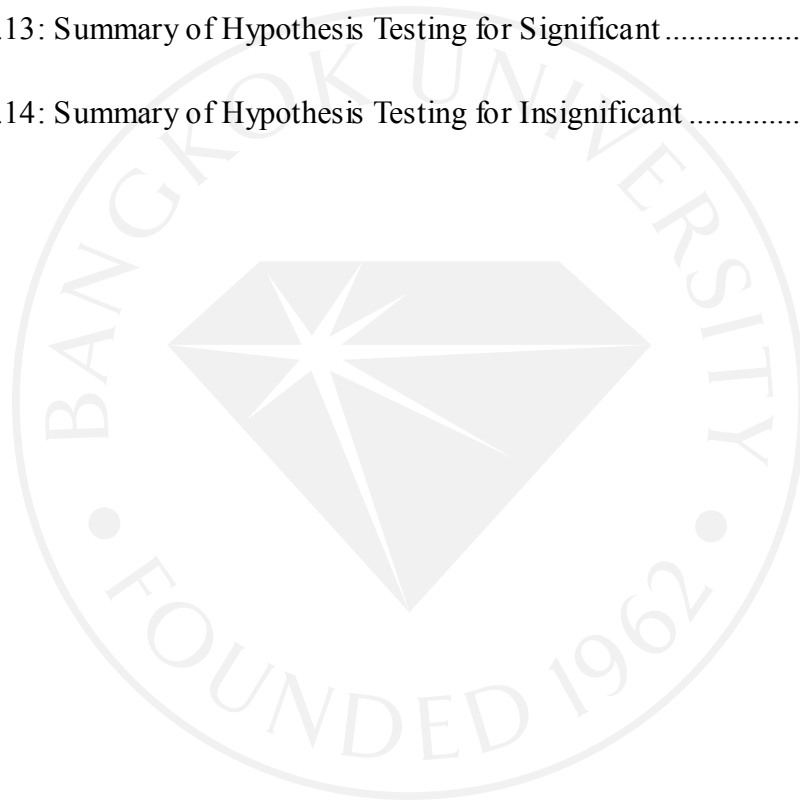 .13: Summary of Hypothesis Testing for Significant .................
.14: Summary of Hypothesis Testing for Insignificant ..............
BANGKOK UNIVERSITY
• FOUNDED 1962 •